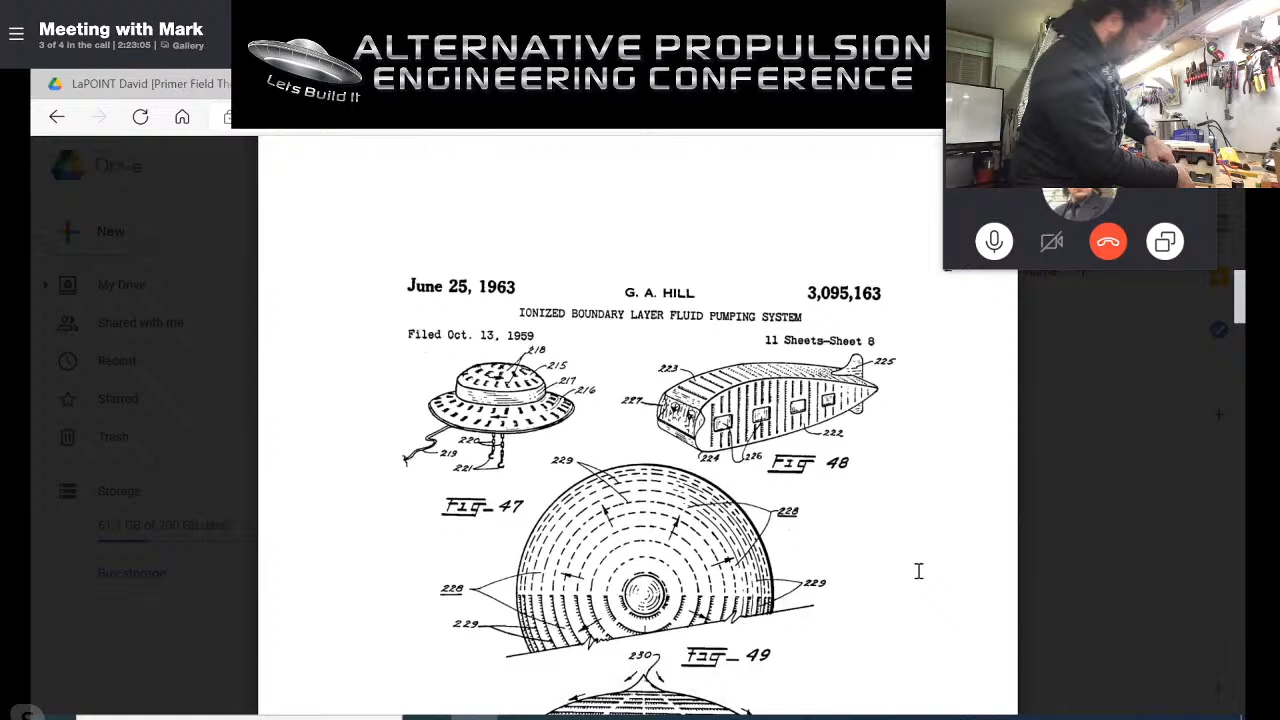 Meeting with Mark
3 of 4 in the call | 2:23:05 | Gallery
ALTERNATIVE PROPULSION
ENGINEERING CONFERENCE
Lets Build It
LaPOINT David [Primer Field Th
Drive
New
My Drive
Shared with me
Recent
Starred
Trash
Storage
Buy storage
June 25, 1963
G. A. HILL
3,095,163
IONIZED BOUNDARY LAYER FLUID PUMPING SYSTEM
Filed Oct. 13, 1959
11 Sheets-Sheet 8
218
215
217
216
220
219
221
Fig-47
223
225
227
222
224
226
Fig 48
229
228
228
229
229
Fig-49
230